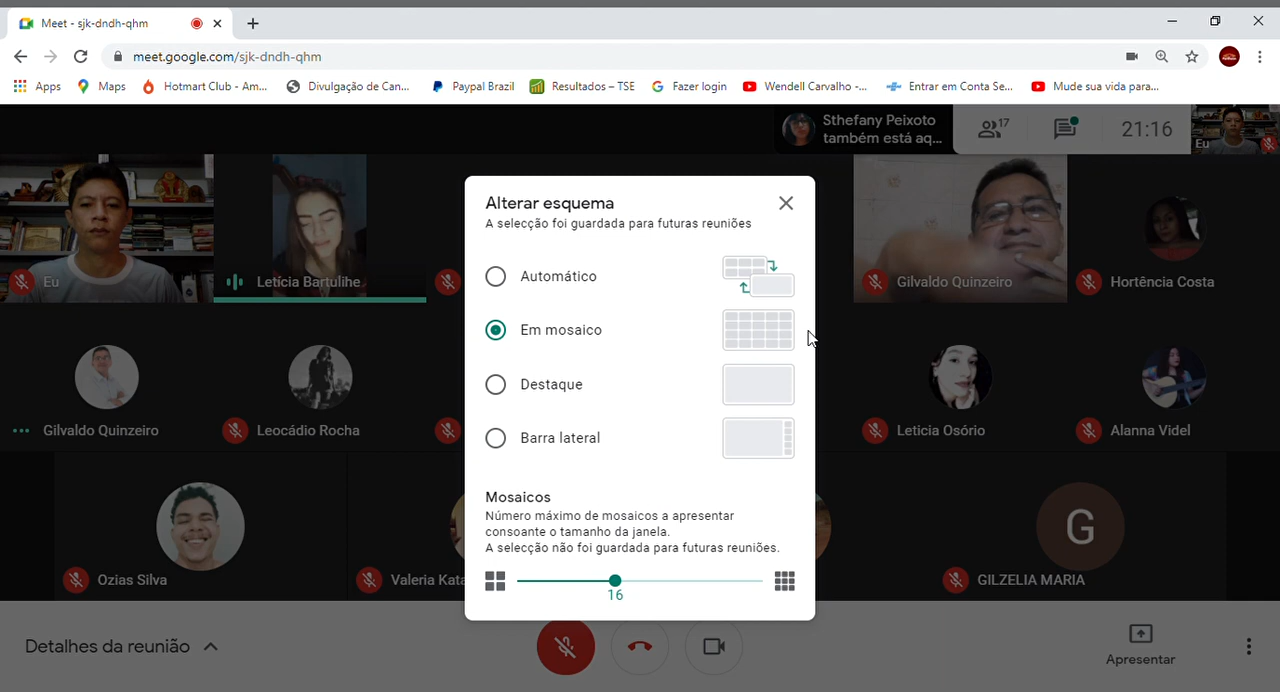 Meet - sjk-dndh-qhm
meet.google.com/sjk-dndh-qhm
Apps
Maps
Hotmart Club - Am...
Divulgação de Can...
Paypal Brazil
Resultados – TSE
Fazer login
Wendell Carvalho -...
Entrar em Conta Se...
Mude sua vida para...
Sthefany Peixoto
também está aq...
17
21:16
Eu
Eu
Letícia Bartulihe
Gilvaldo Quinzeiro
Hortência Costa
Alterar esquema
A selecção foi guardada para futuras reuniões
Automático
Em mosaico
Destaque
Barra lateral
Mosaicos
Número máximo de mosaicos a apresentar
consoante o tamanho da janela.
A selecção não foi guardada para futuras reuniões.
16
Gilvaldo Quinzeiro
Leocádio Rocha
Leticia Osório
Alanna Videl
G
Ozias Silva
Valeria Kata
GILZELIA MARIA
Detalhes da reunião
Apresentar